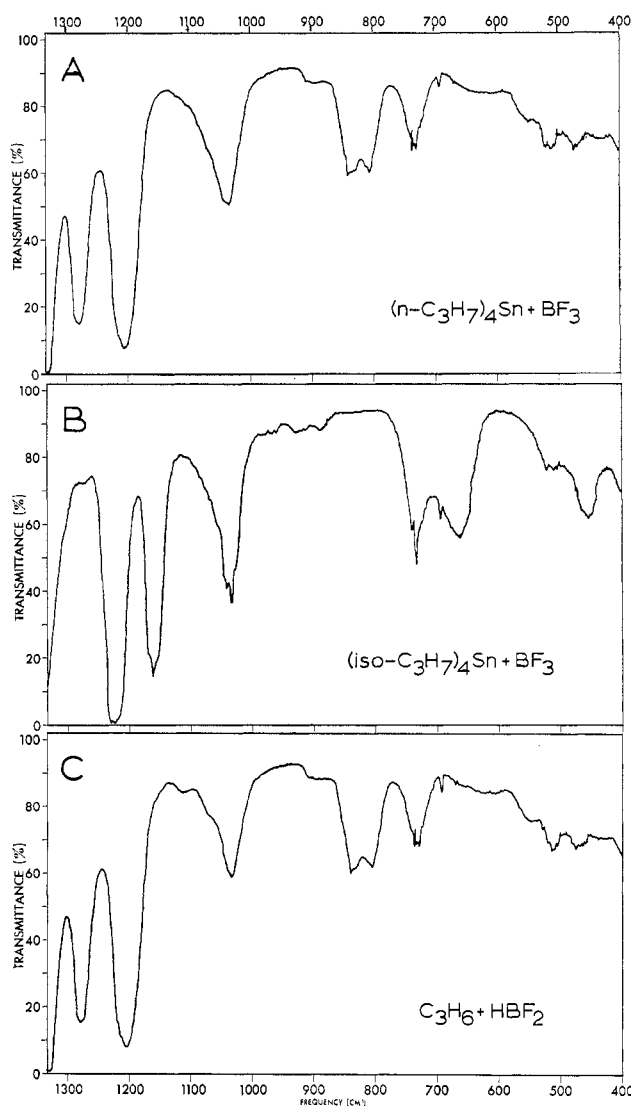 1300 1200 1100 1000 900 800 700 600 500 400
A
100
80
60
40
20
0
TRANSMITTANCE (%)
(n-C3H7)4Sn + BF3
B
100
80
60
40
20
0
TRANSMITTANCE (%)
(iso-C3H7)4Sn + BF3
C
100
80
60
40
20
0
TRANSMITTANCE (%)
C3H6 + HBF2
1300 1200 1100 1000 900 800 700 600 500 400
FREQUENCY (CM¹)